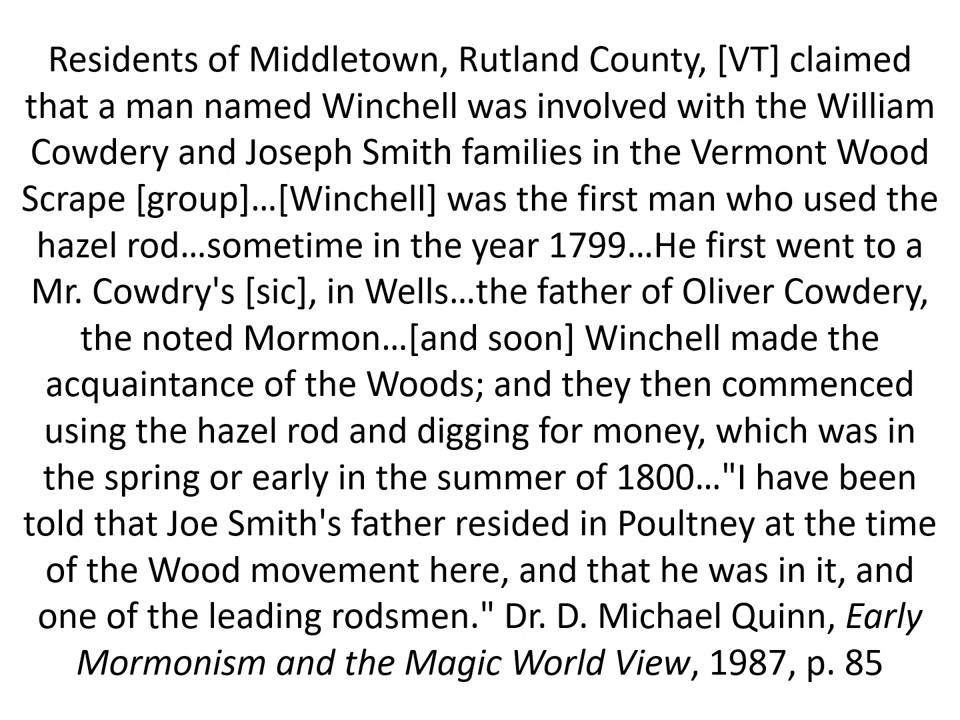 Residents of Middletown, Rutland County, [VT] claimed
that a man named Winchell was involved with the William
Cowdery and Joseph Smith families in the Vermont Wood
Scrape [group]…[Winchell] was the first man who used the
hazel rod…sometime in the year 1799…He first went to a
Mr. Cowdry's [sic], in Wells…the father of Oliver Cowdery,
the noted Mormon…[and soon] Winchell made the
acquaintance of the Woods; and they then commenced
using the hazel rod and digging for money, which was in
the spring or early in the summer of 1800…"I have been
told that Joe Smith's father resided in Poultney at the time
of the Wood movement here, and that he was in it, and
one of the leading rodsmen." Dr. D. Michael Quinn, Early
Mormonism and the Magic World View, 1987, p. 85